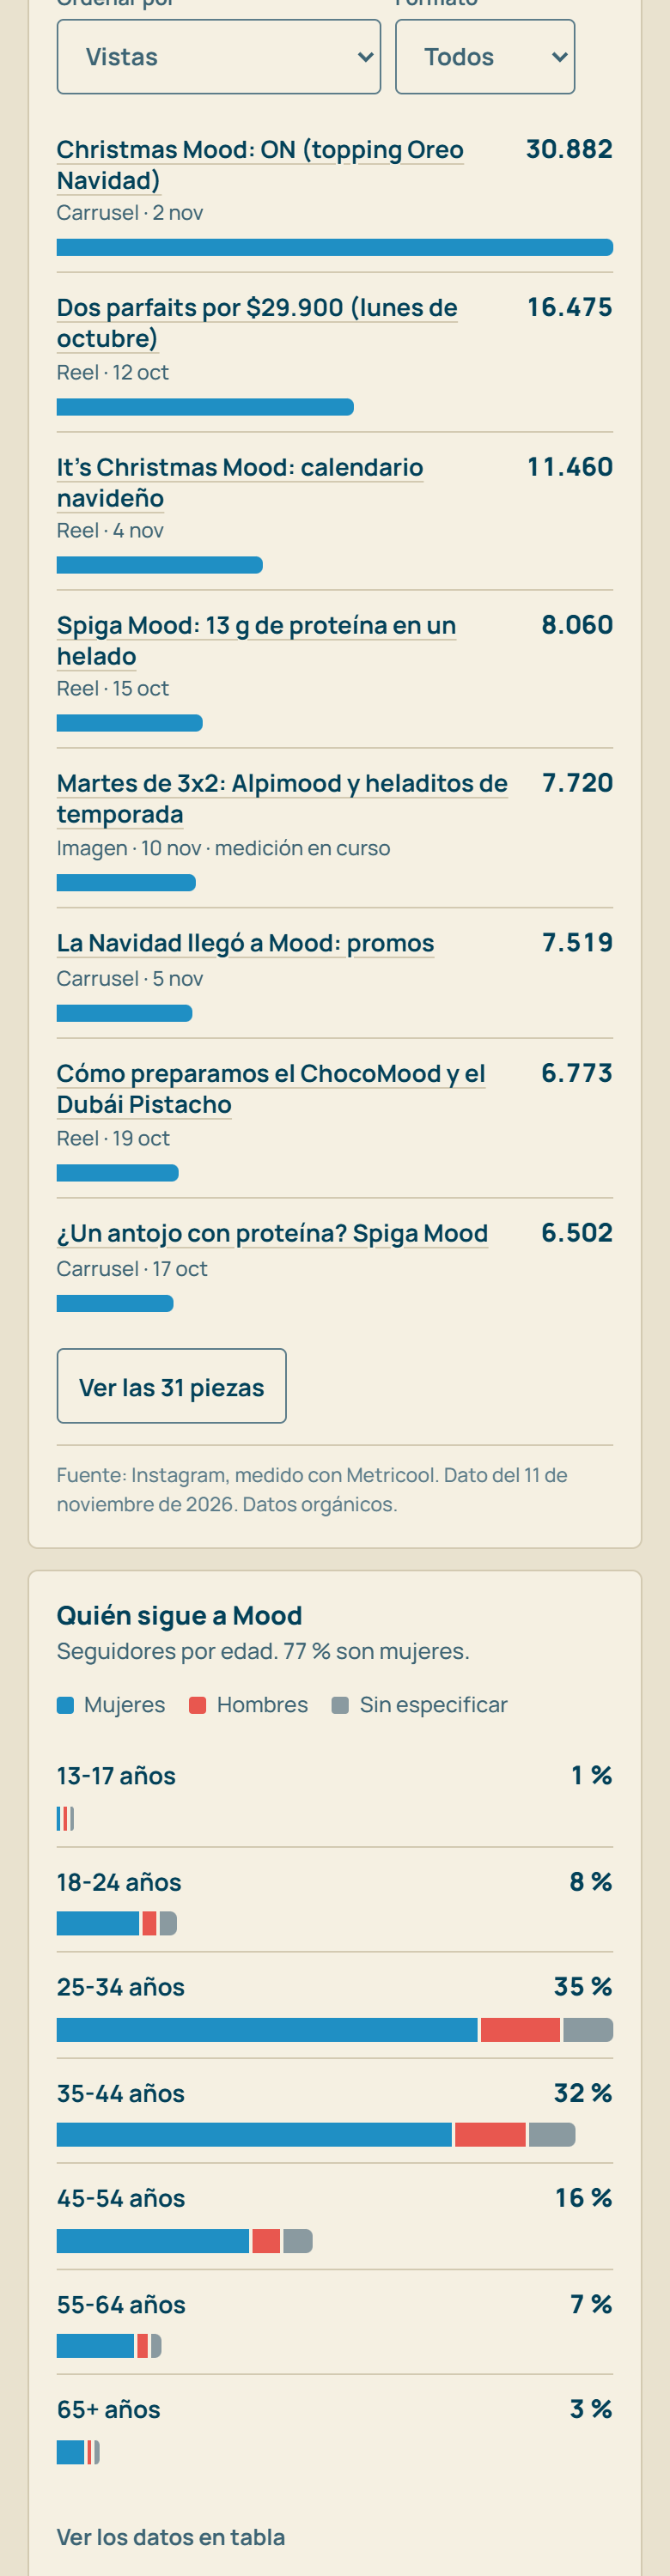 Ordenar por Formato
Vistas Todos
Christmas Mood: ON (topping Oreo 30.882
Navidad)
Carrusel · 2 nov
Dos parfaits por $29.900 (lunes de 16.475
octubre)
Reel · 12 oct
It's Christmas Mood: calendario 11.460
navideño
Reel · 4 nov
Spiga Mood: 13 g de proteína en un 8.060
helado
Reel · 15 oct
Martes de 3x2: Alpimood y heladitos de 7.720
temporada
Imagen · 10 nov · medición en curso
La Navidad llegó a Mood: promos 7.519
Carrusel · 5 nov
Cómo preparamos el ChocoMood y el 6.773
Dubái Pistacho
Reel · 19 oct
¿Un antojo con proteína? Spiga Mood 6.502
Carrusel · 17 oct
Ver las 31 piezas
Fuente: Instagram, medido con Metricool. Dato del 11 de
noviembre de 2026. Datos orgánicos.
Quién sigue a Mood
Seguidores por edad. 77 % son mujeres.
Mujeres Hombres Sin especificar
13-17 años 1 %
18-24 años 8 %
25-34 años 35 %
35-44 años 32 %
45-54 años 16 %
55-64 años 7 %
65+ años 3 %
Ver los datos en tabla